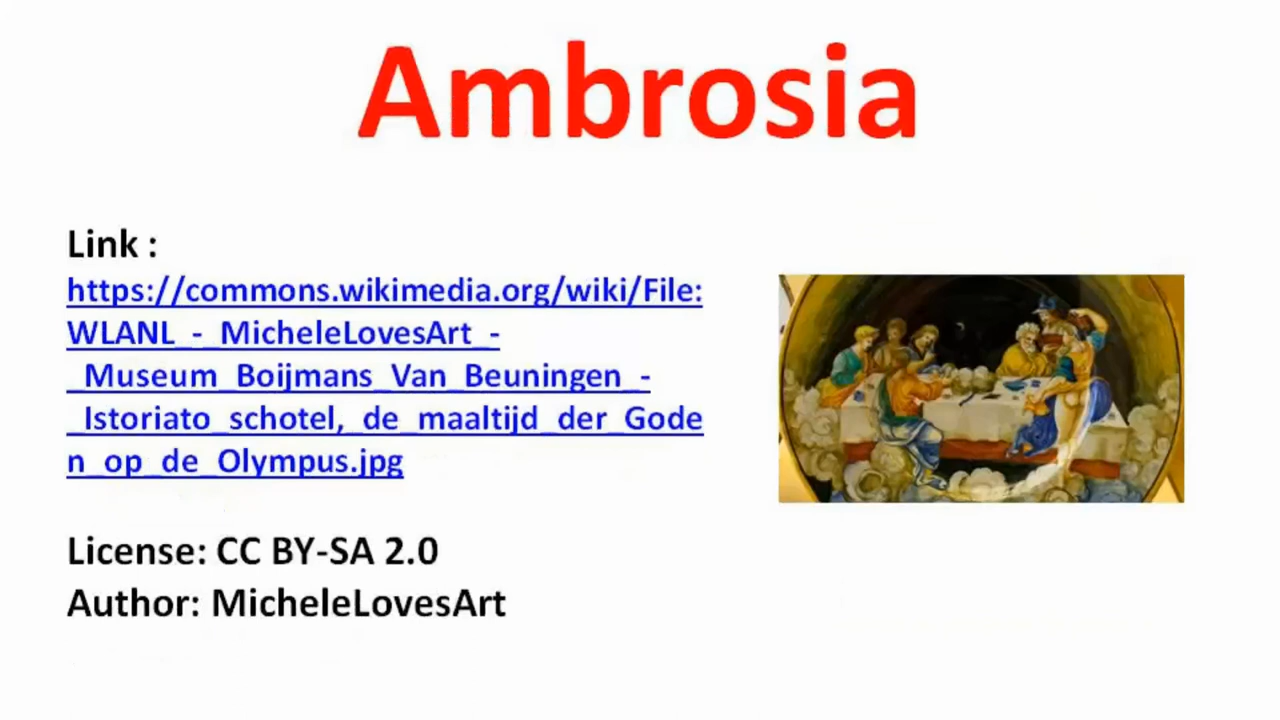 Ambrosia
Link :
https://commons.wikimedia.org/wiki/File:
WLANL_-_MicheleLovesArt_-
_Museum_Boijmans_Van_Beuningen_-
_Istoriato_schotel,_de_maaltijd_der_Gode
n_op_de_Olympus.jpg
License: CC BY-SA 2.0
Author: MicheleLovesArt